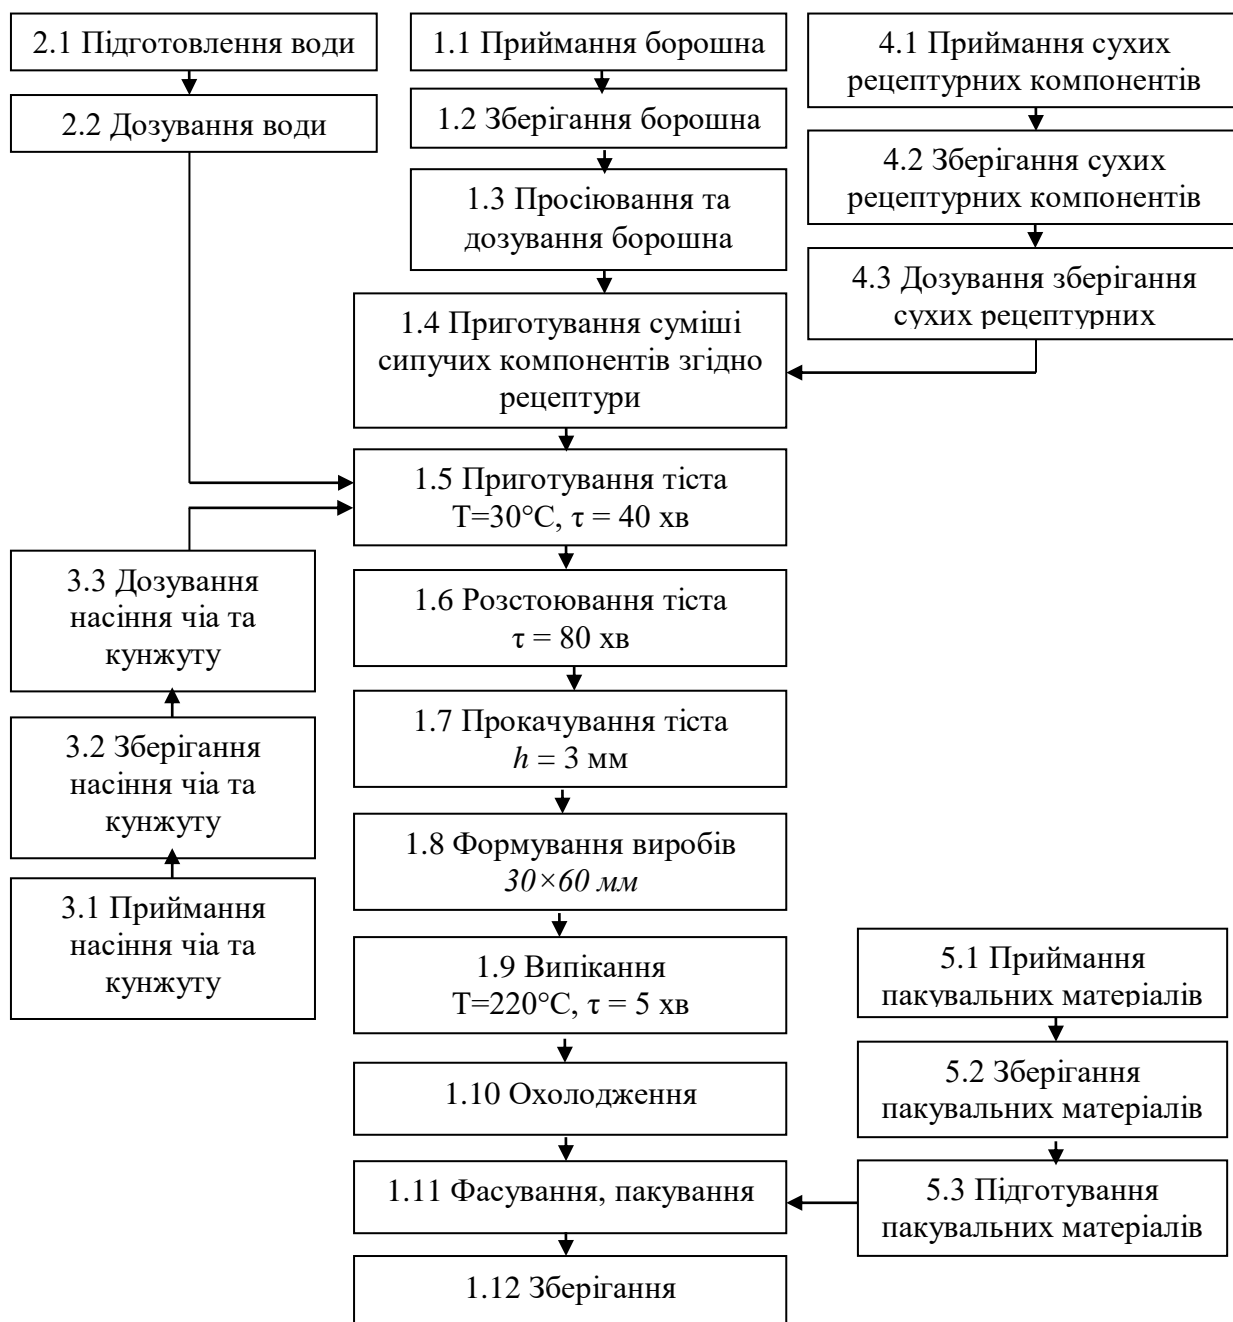 2.1 Підготовлення води
2.2 Дозування води
1.1 Приймання борошна
1.2 Зберігання борошна
1.3 Просіювання та
дозування борошна
4.1 Приймання сухих
рецептурних компонентів
4.2 Зберігання сухих
рецептурних компонентів
4.3 Дозування зберігання
сухих рецептурних
1.4 Приготування суміші
сипучих компонентів згідно
рецептури
1.5 Приготування тіста
Т=30°С, τ = 40 хв
3.3 Дозування
насіння чіа та
кунжуту
3.2 Зберігання
насіння чіа та
кунжуту
3.1 Приймання
насіння чіа та
кунжуту
1.6 Розстоювання тіста
τ = 80 хв
1.7 Прокачування тіста
h = 3 мм
1.8 Формування виробів
30×60 мм
1.9 Випікання
Т=220°С, τ = 5 хв
1.10 Охолодження
5.1 Приймання
пакувальних матеріалів
5.2 Зберігання
пакувальних матеріалів
5.3 Підготування
пакувальних матеріалів
1.11 Фасування, пакування
1.12 Зберігання